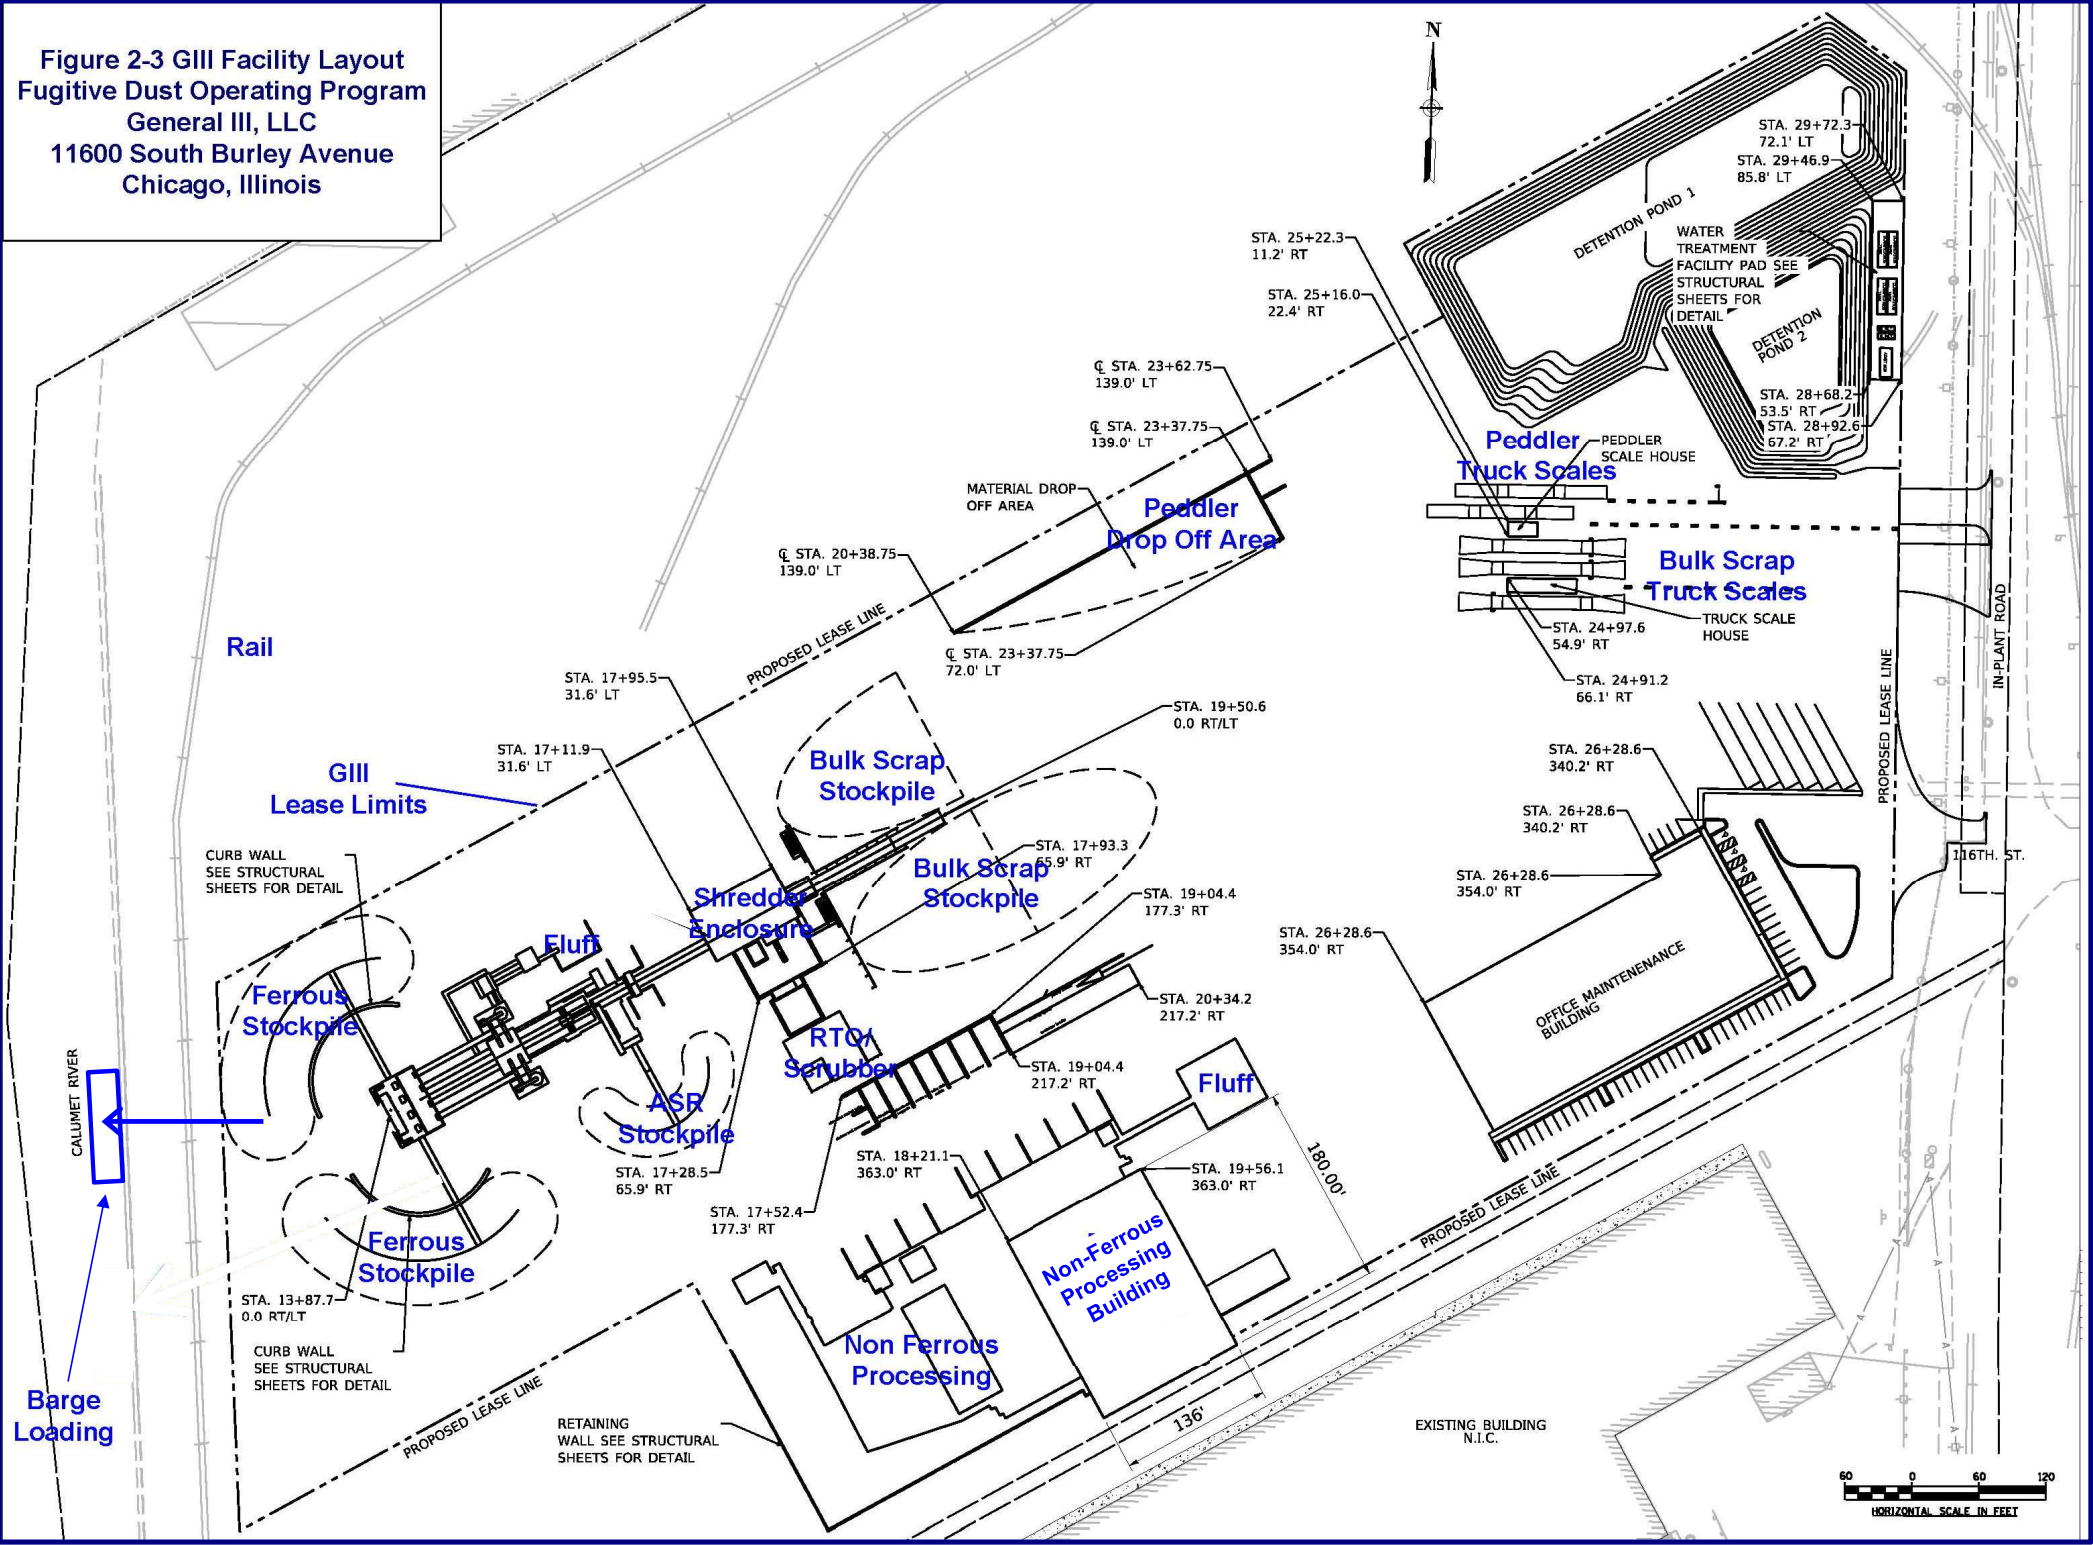 Figure 2-3 GIII Facility Layout
Fugitive Dust Operating Program
General III, LLC
11600 South Burley Avenue
Chicago, Illinois
N
STA. 29+72.3
72.1' LT
STA. 29+46.9
85.8' LT
DETENTION POND 1
WATER
TREATMENT
FACILITY PAD SEE
STRUCTURAL
SHEETS FOR
DETAIL
DETENTION
POND 2
STA. 28+68.2
53.5' RT
STA. 28+92.6
67.2' RT
STA. 25+22.3
11.2' RT
STA. 25+16.0
22.4' RT
℄ STA. 23+62.75
139.0' LT
℄ STA. 23+37.75
139.0' LT
Peddler
Truck Scales
PEDDLER
SCALE HOUSE
MATERIAL DROP
OFF AREA
Peddler
Drop Off Area
℄ STA. 20+38.75
139.0' LT
Bulk Scrap
Truck Scales
TRUCK SCALE
HOUSE
STA. 24+97.6
54.9' RT
STA. 24+91.2
66.1' RT
IN-PLANT ROAD
PROPOSED LEASE LINE
PROPOSED LEASE LINE
℄ STA. 23+37.75
72.0' LT
Rail
STA. 17+95.5
31.6' LT
STA. 19+50.6
0.0 RT/LT
STA. 17+11.9
31.6' LT
GIII
Lease Limits
Bulk Scrap
Stockpile
STA. 26+28.6
340.2' RT
STA. 26+28.6
340.2' RT
STA. 26+28.6
354.0' RT
STA. 26+28.6
354.0' RT
116TH. ST.
CURB WALL
SEE STRUCTURAL
SHEETS FOR DETAIL
STA. 17+93.3
65.9' RT
Bulk Scrap
Stockpile
Shredder
Enclosure
STA. 19+04.4
177.3' RT
Fluff
Ferrous
Stockpile
STA. 20+34.2
217.2' RT
OFFICE MAINTENENANCE
BUILDING
RTO/
Scrubber
STA. 19+04.4
217.2' RT
Fluff
CALUMET RIVER
ASR
Stockpile
STA. 17+28.5
65.9' RT
STA. 18+21.1
363.0' RT
STA. 19+56.1
363.0' RT
180.00'
STA. 17+52.4
177.3' RT
PROPOSED LEASE LINE
Ferrous
Stockpile
Non-Ferrous
Processing
Building
STA. 13+87.7
0.0 RT/LT
CURB WALL
SEE STRUCTURAL
SHEETS FOR DETAIL
Non Ferrous
Processing
Barge
Loading
PROPOSED LEASE LINE
RETAINING
WALL SEE STRUCTURAL
SHEETS FOR DETAIL
136'
EXISTING BUILDING
N.I.C.
60 0 60 120
HORIZONTAL SCALE IN FEET